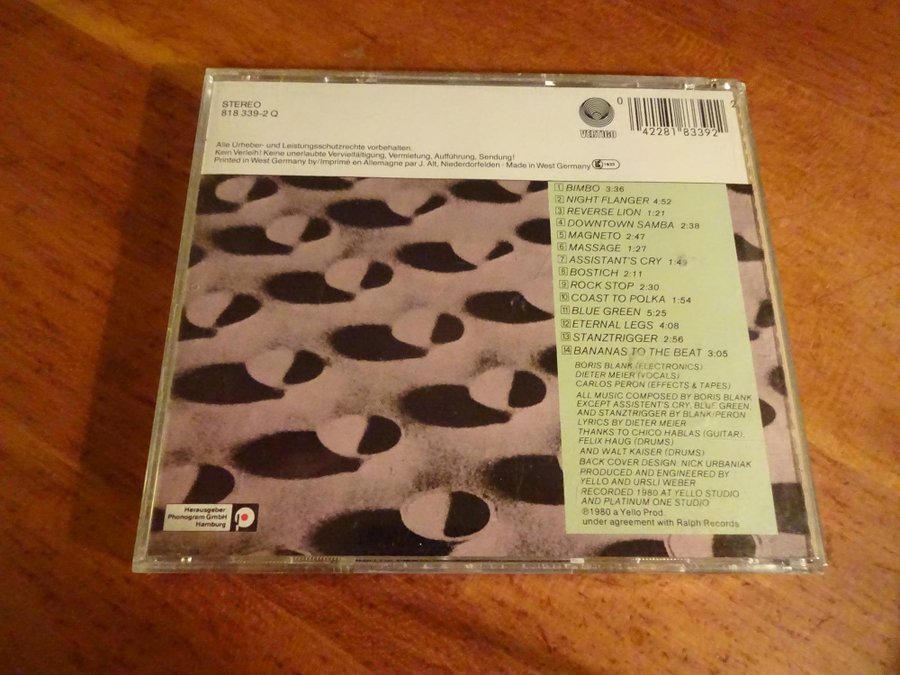 STEREO
818 339-2 Q
VERTIGO
0
2
42281 83392
Alle Urheber- und Leistungsschutzrechte vorbehalten.
Kein Verleih! Keine unerlaubte Vervielfältigung, Vermietung, Aufführung, Sendung!
Printed in West Germany by/Imprimé en Allemagne par J. Alt, Niederdorfelden · Made in West Germany
1 BIMBO 3:36
2 NIGHT FLANGER 4:52
3 REVERSE LION 1:21
4 DOWNTOWN SAMBA 2:38
5 MAGNETO 2:47
6 MASSAGE 1:27
7 ASSISTANT'S CRY 1:49
8 BOSTICH 2:11
9 ROCK STOP 2:30
10 COAST TO POLKA 1:54
11 BLUE GREEN 5:25
12 ETERNAL LEGS 4:08
13 STANZTRIGGER 2:56
14 BANANAS TO THE BEAT 3:05
BORIS BLANK (ELECTRONICS)
DIETER MEIER (VOCALS)
CARLOS PERON (EFFECTS & TAPES)
ALL MUSIC COMPOSED BY BORIS BLANK
EXCEPT ASSISTENT'S CRY, BLUE GREEN,
AND STANZTRIGGER BY BLANK/PERON
LYRICS BY DIETER MEIER
THANKS TO CHICO HABLAS (GUITAR),
FELIX HAUG (DRUMS)
AND WALT KAISER (DRUMS)
BACK COVER DESIGN: NICK URBANIAK
PRODUCED AND ENGINEERED BY
YELLO AND URSLI WEBER
RECORDED 1980 AT YELLO STUDIO
AND PLATINUM ONE STUDIO
℗1980 a Yello Prod.
under agreement with Ralph Records
Herausgeber
Phonogram GmbH
Hamburg